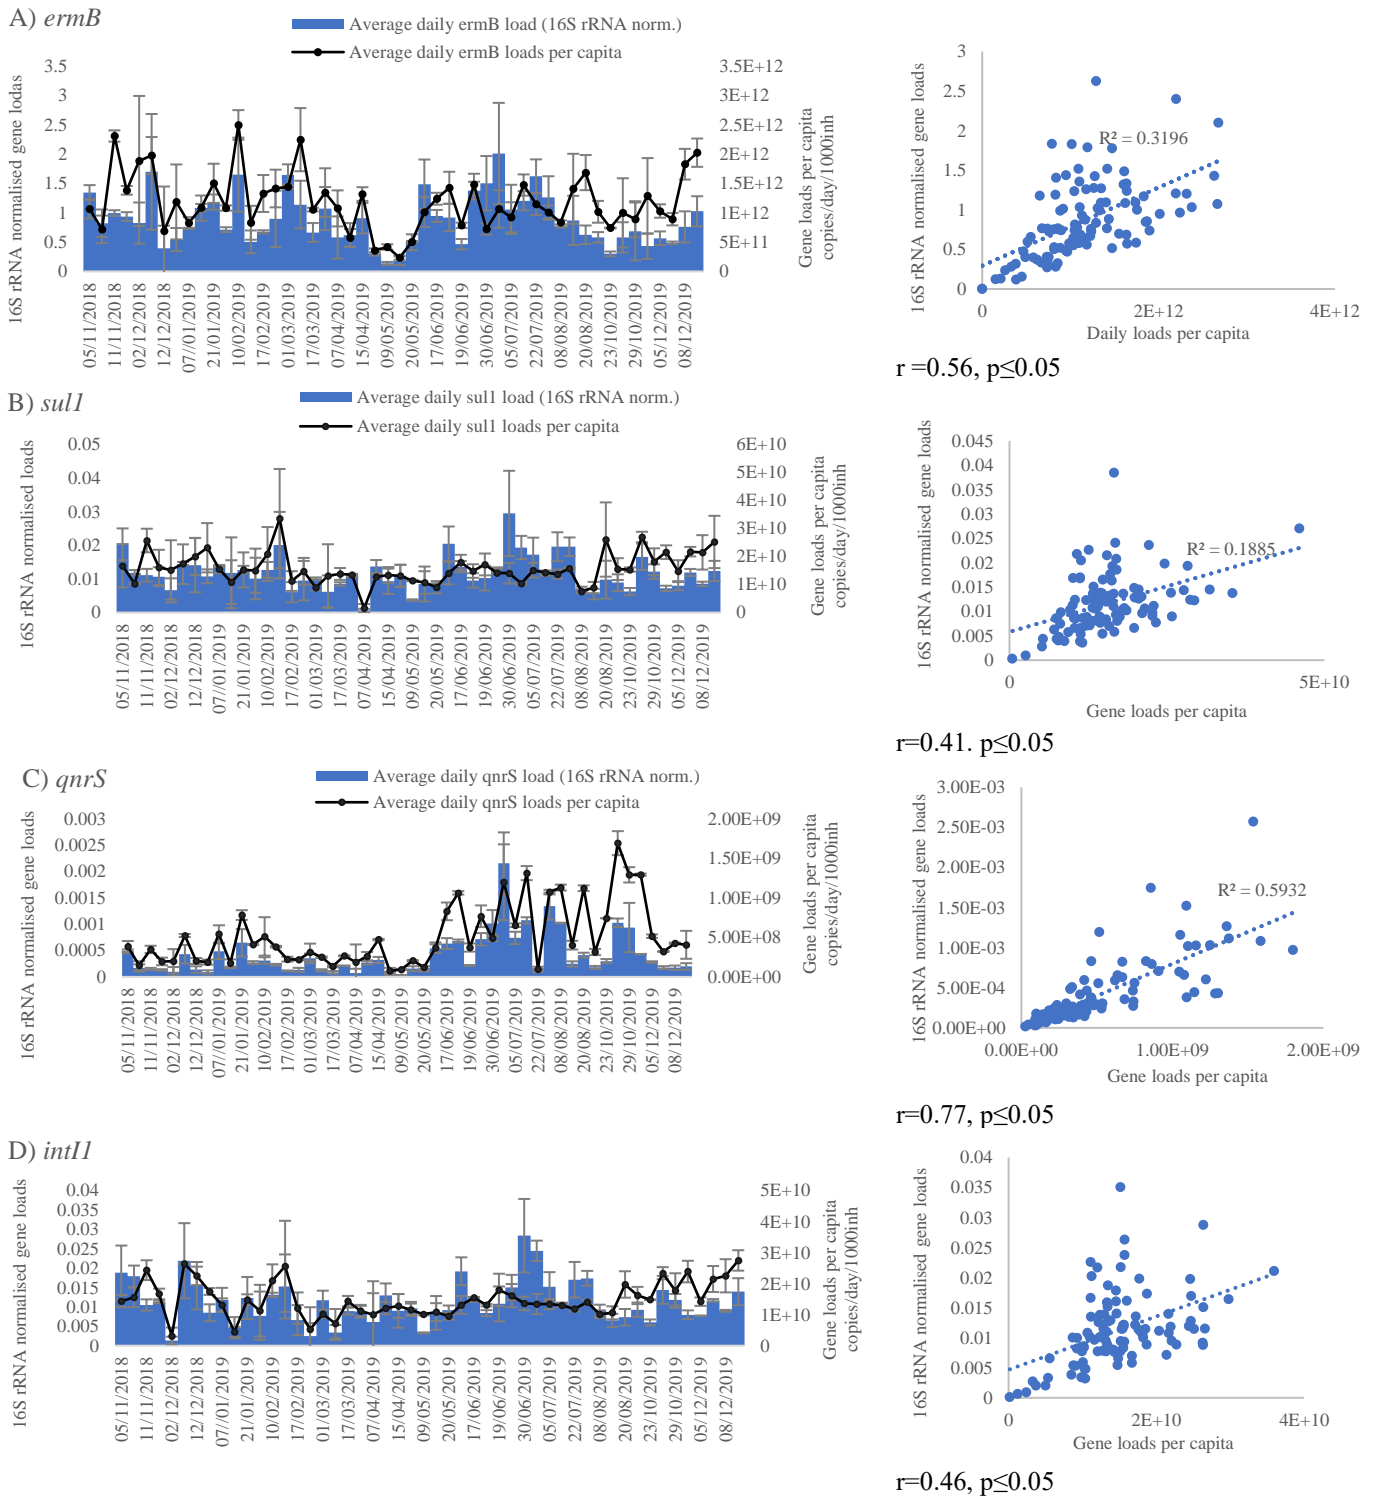 A) ermB
Average daily ermB load (16S rRNA norm.)
Average daily ermB loads per capita
16S rRNA normalised gene lodas
3.5
3
2.5
2
1.5
1
0.5
0
3.5E+12
3E+12
2.5E+12
2E+12
1.5E+12
1E+12
5E+11
0
Gene loads per capita
copies/day/1000inh
05/11/2018
11/11/2018
02/12/2018
12/12/2018
07//01/2019
21/01/2019
10/02/2019
17/02/2019
01/03/2019
17/03/2019
07/04/2019
15/04/2019
09/05/2019
20/05/2019
17/06/2019
19/06/2019
30/06/2019
05/07/2019
22/07/2019
08/08/2019
20/08/2019
23/10/2019
29/10/2019
05/12/2019
08/12/2019
16S rRNA normalised gene loads
3
2.5
2
1.5
1
0.5
0
R² = 0.3196
0
2E+12
4E+12
Daily loads per capita
r =0.56, p≤0.05
B) sul1
Average daily sul1 load (16S rRNA norm.)
Average daily sul1 loads per capita
16S rRNA normalised loads
0.05
0.04
0.03
0.02
0.01
0
6E+10
5E+10
4E+10
3E+10
2E+10
1E+10
0
Gene loads per capita
copies/day/1000inh
05/11/2018
11/11/2018
02/12/2018
12/12/2018
07//01/2019
21/01/2019
10/02/2019
17/02/2019
01/03/2019
17/03/2019
07/04/2019
15/04/2019
09/05/2019
20/05/2019
17/06/2019
19/06/2019
30/06/2019
05/07/2019
22/07/2019
08/08/2019
20/08/2019
23/10/2019
29/10/2019
05/12/2019
08/12/2019
16S rRNA normalised gene loads
0.045
0.04
0.035
0.03
0.025
0.02
0.015
0.01
0.005
0
R² = 0.1885
0
5E+10
Gene loads per capita
r=0.41. p≤0.05
C) qnrS
Average daily qnrS load (16S rRNA norm.)
Average daily qnrS loads per capita
16S rRNA normalised gene loads
0.003
0.0025
0.002
0.0015
0.001
0.0005
0
2.00E+09
1.50E+09
1.00E+09
5.00E+08
0.00E+00
Gene loads per capita
copies/day/1000inh
05/11/2018
11/11/2018
02/12/2018
12/12/2018
07//01/2019
21/01/2019
10/02/2019
17/02/2019
01/03/2019
17/03/2019
07/04/2019
15/04/2019
09/05/2019
20/05/2019
17/06/2019
19/06/2019
30/06/2019
05/07/2019
22/07/2019
08/08/2019
20/08/2019
23/10/2019
29/10/2019
05/12/2019
08/12/2019
16S rRNA normalised gene loads
3.00E-03
2.50E-03
2.00E-03
1.50E-03
1.00E-03
5.00E-04
0.00E+00
R² = 0.5932
0.00E+00
1.00E+09
2.00E+09
Gene loads per capita
r=0.77, p≤0.05
D) intI1
16S rRNA normalised gene loads
0.04
0.035
0.03
0.025
0.02
0.015
0.01
0.005
0
5E+10
4E+10
3E+10
2E+10
1E+10
0
Gene loads per capita
copies/day/1000inh
05/11/2018
11/11/2018
02/12/2018
12/12/2018
07//01/2019
21/01/2019
10/02/2019
17/02/2019
01/03/2019
17/03/2019
07/04/2019
15/04/2019
09/05/2019
20/05/2019
17/06/2019
19/06/2019
30/06/2019
05/07/2019
22/07/2019
08/08/2019
20/08/2019
23/10/2019
29/10/2019
05/12/2019
08/12/2019
16S rRNA normalised gene loads
0.04
0.035
0.03
0.025
0.02
0.015
0.01
0.005
0
0
2E+10
4E+10
Gene loads per capita
r=0.46, p≤0.05